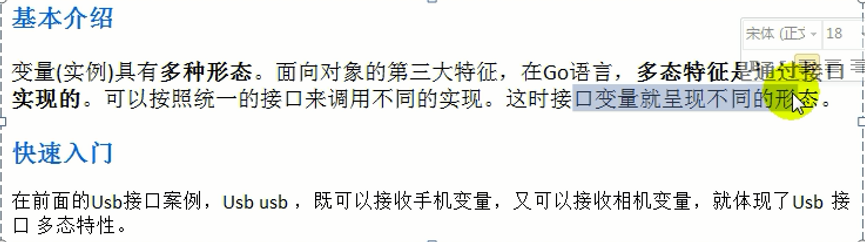 基本介绍
宋体 (正文 18
变量(实例)具有多种形态。面向对象的第三大特征，在Go语言，多态特征是通过接口
实现的。可以按照统一的接口来调用不同的实现。这时接口变量就呈现不同的形态。
快速入门
在前面的Usb接口案例，Usb usb ，既可以接收手机变量，又可以接收相机变量，就体现了Usb 接
口 多态特性。